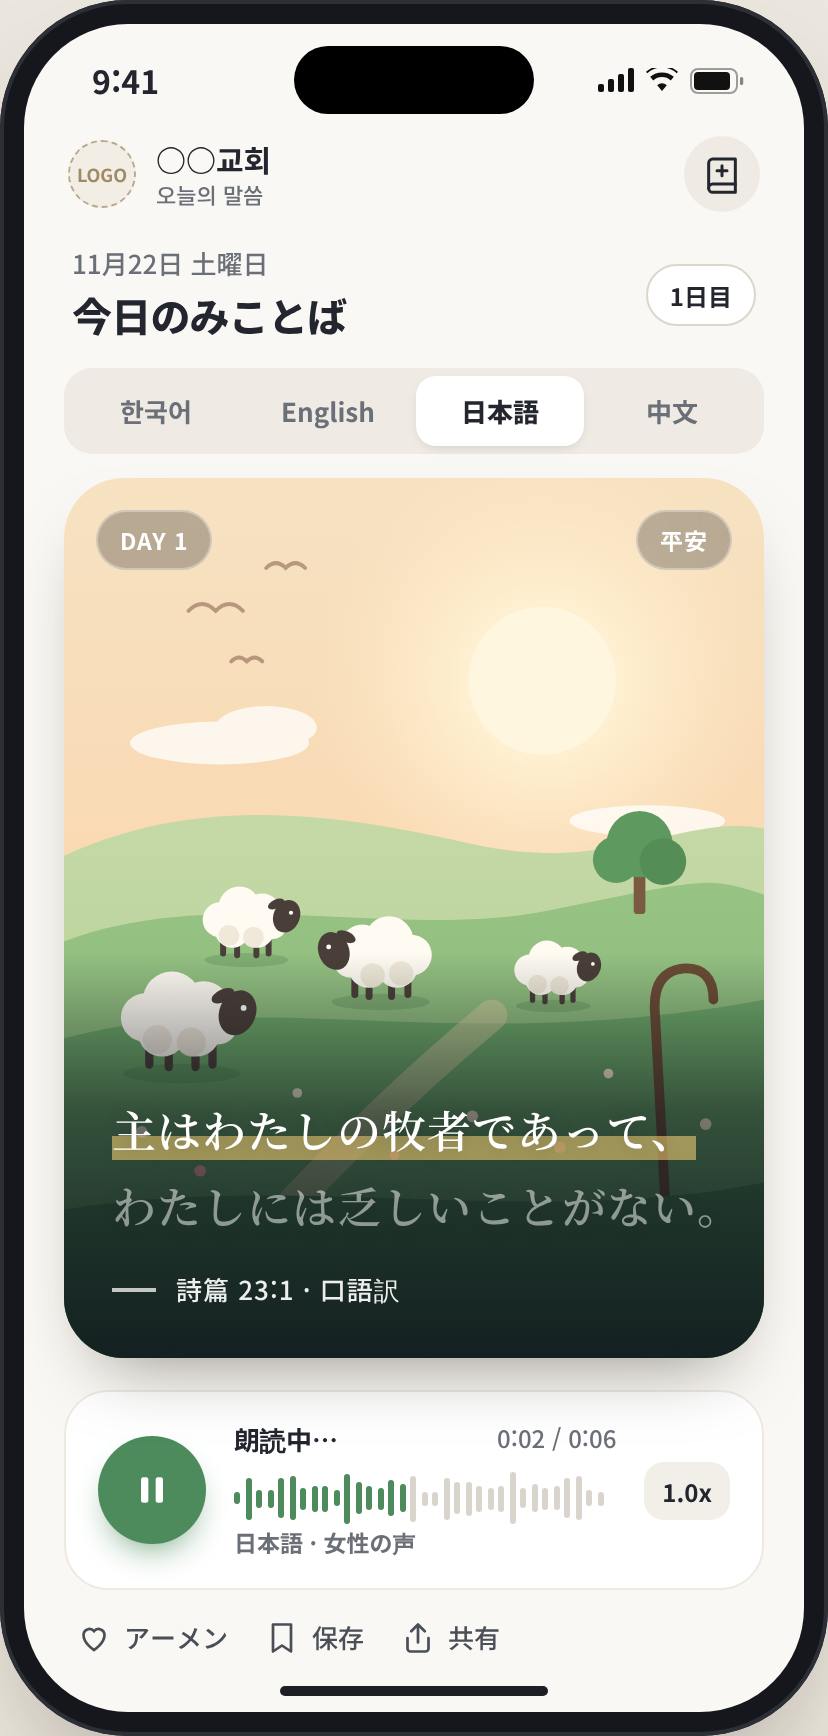 9:41
LOGO
○○교회
오늘의 말씀
11月22日 土曜日
今日のみことば
1日目
한국어
English
日本語
中文
DAY 1
平安
主はわたしの牧者であって、
わたしには乏しいことがない。
詩篇 23:1 · 口語訳
朗読中…
0:02 / 0:06
1.0x
日本語 · 女性の声
アーメン
保存
共有